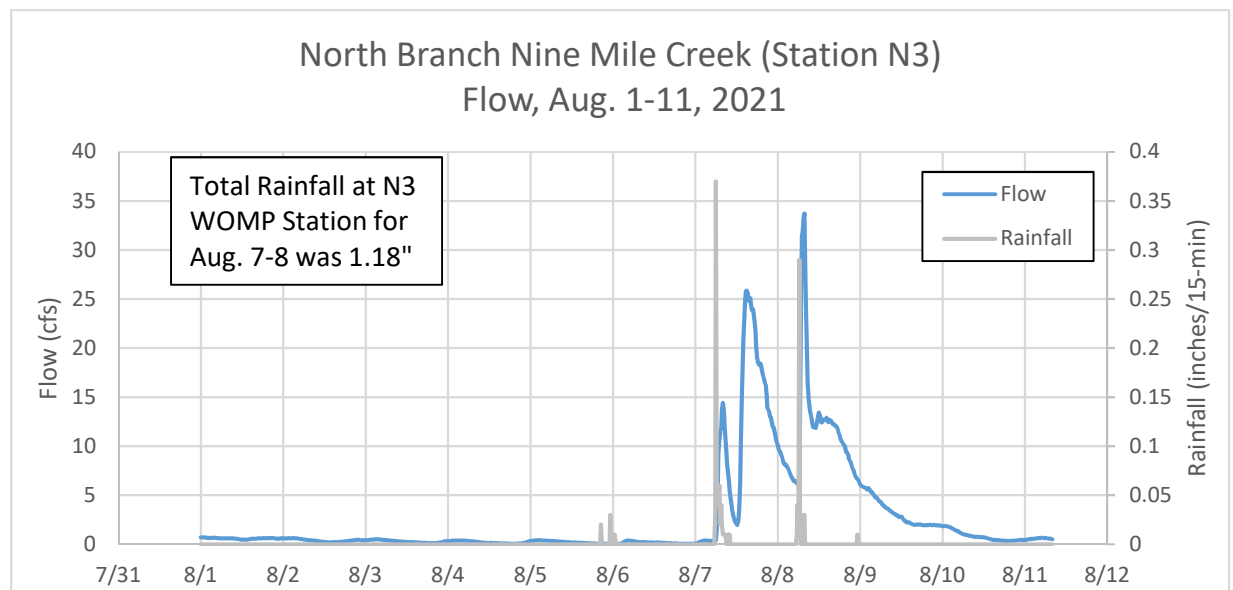 North Branch Nine Mile Creek (Station N3)
Flow, Aug. 1-11, 2021
Total Rainfall at N3
WOMP Station for
Aug. 7-8 was 1.18"
Flow
Rainfall
Flow (cfs)
40
35
30
25
20
15
10
5
0
0.4
0.35
0.3
0.25
0.2
0.15
0.1
0.05
0
Rainfall (inches/15-min)
7/31 8/1 8/2 8/3 8/4 8/5 8/6 8/7 8/8 8/9 8/10 8/11 8/12